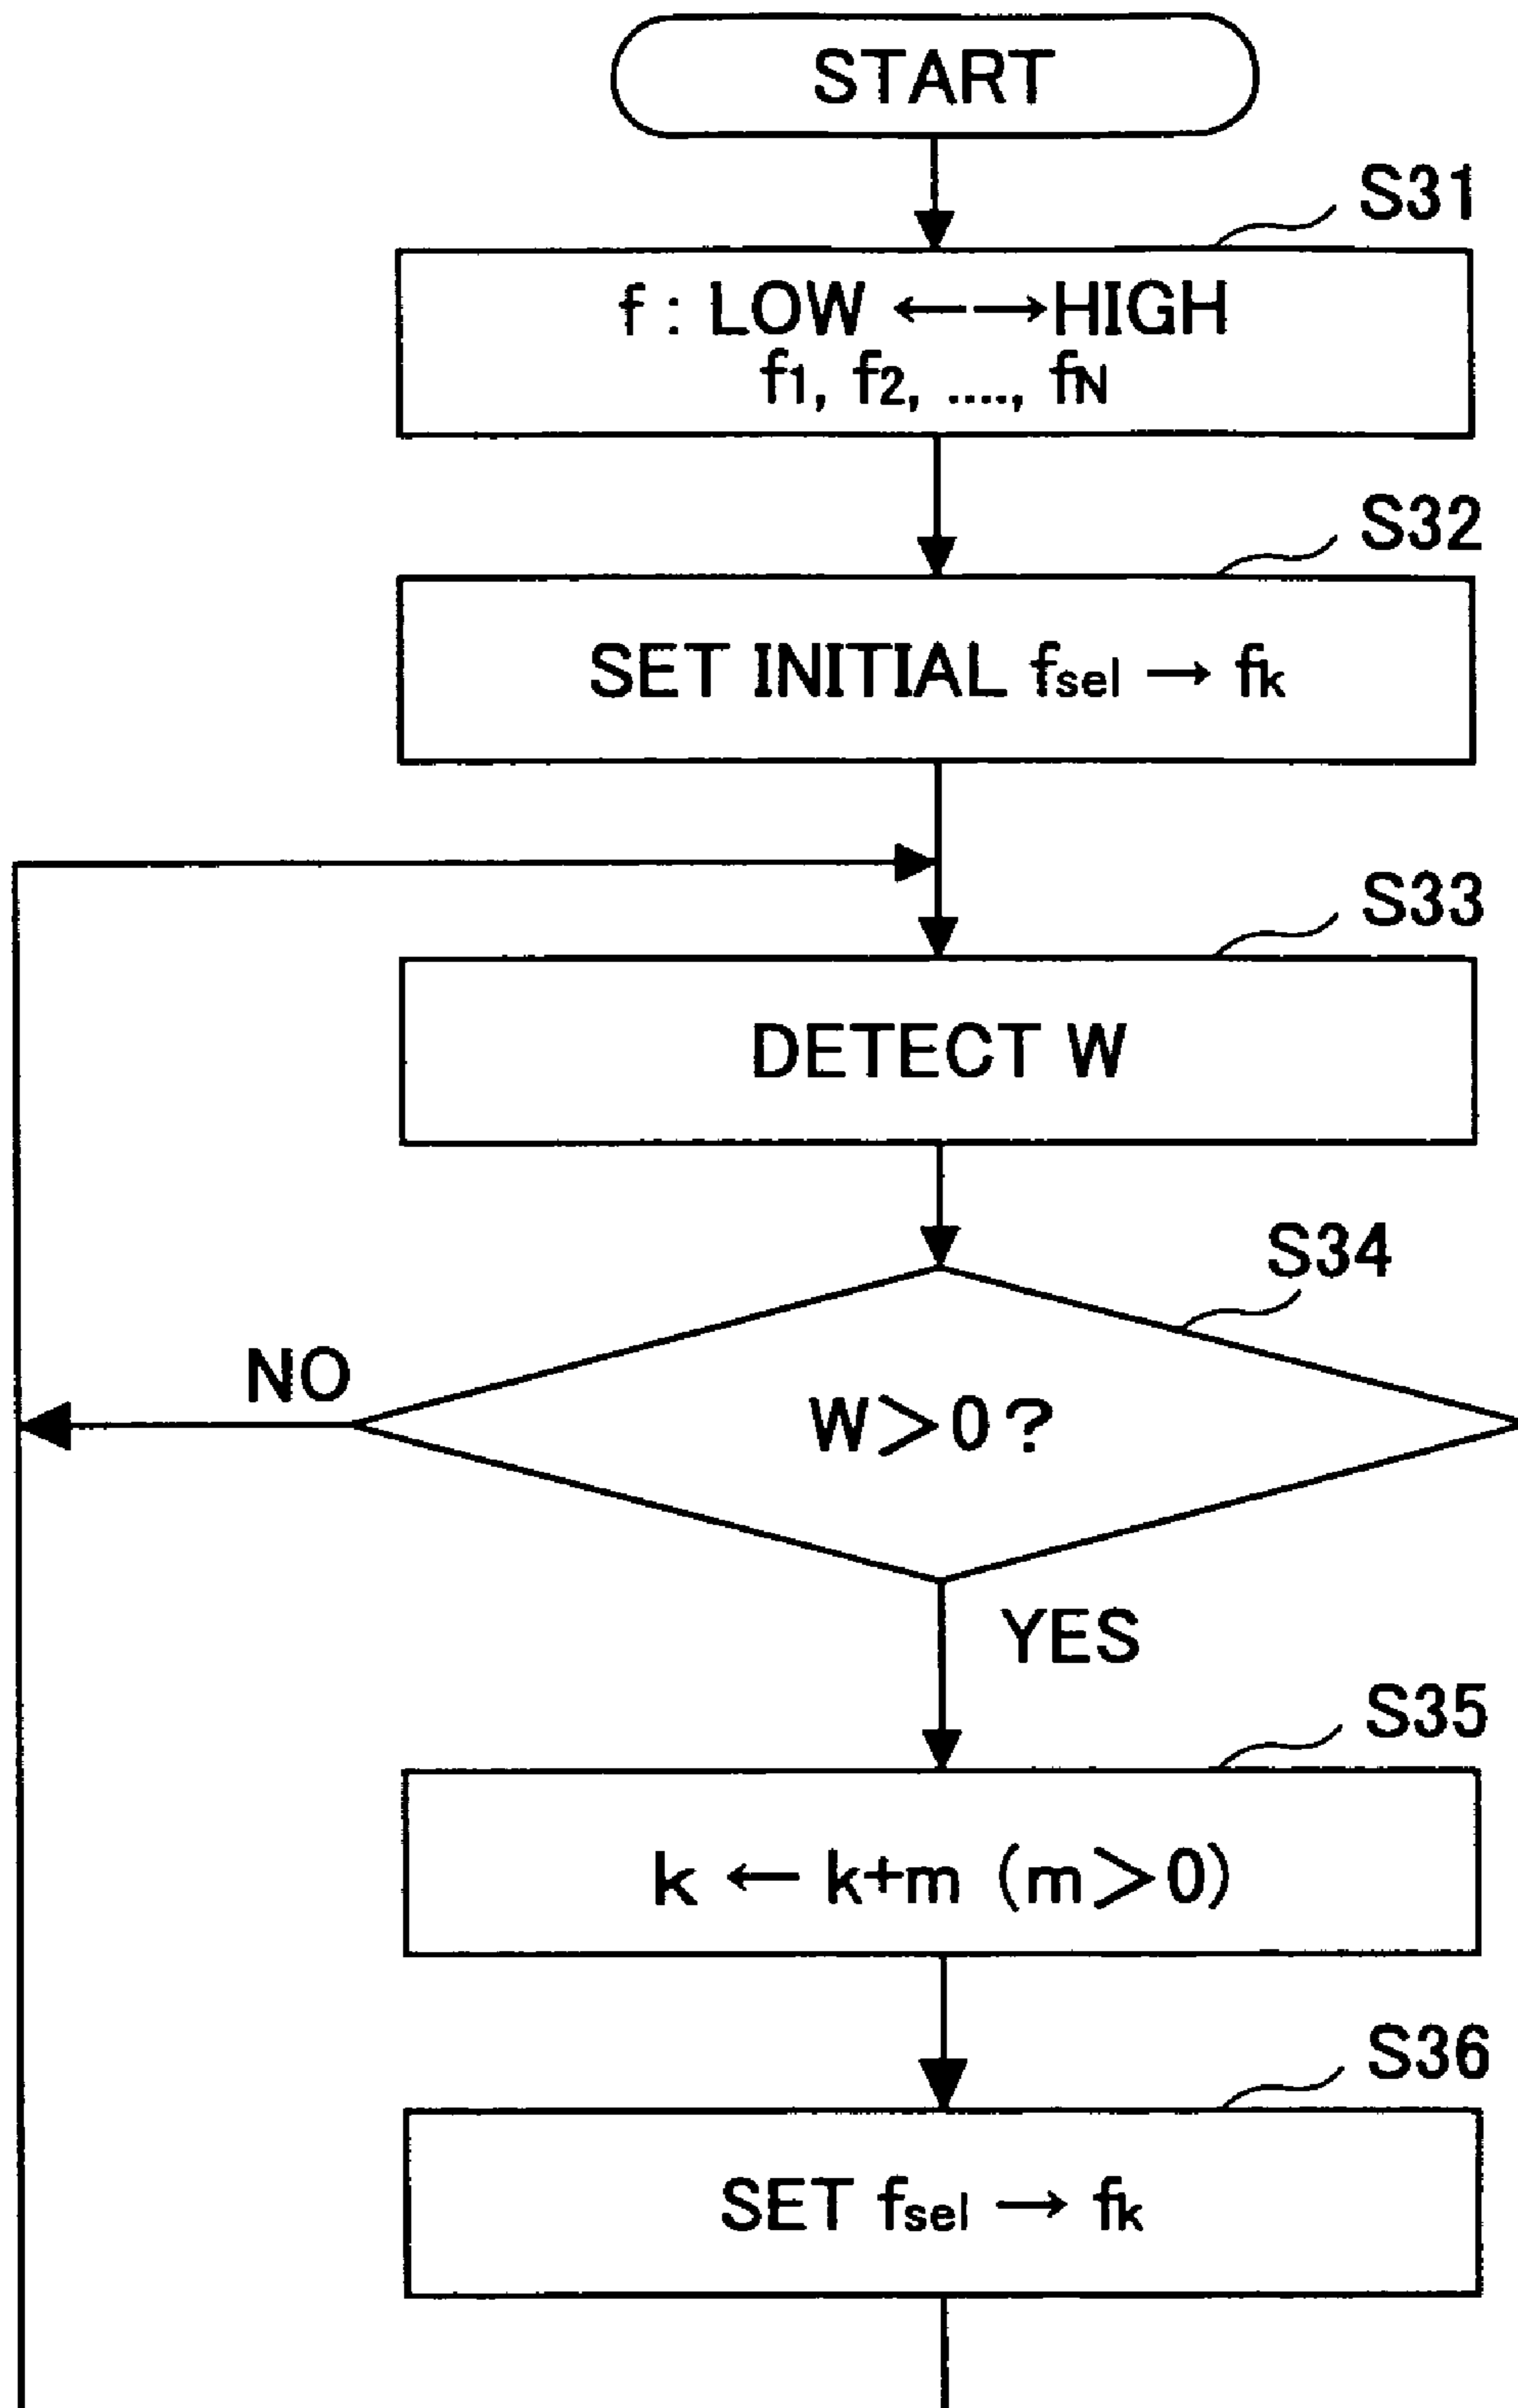 START
S31
f : LOW ←→HIGH
f1, f2, ...., fN
S32
SET INITIAL fsel → fk
S33
DETECT W
S34
NO
W>0?
YES
S35
k ← k+m (m>0)
S36
SET fsel → fk